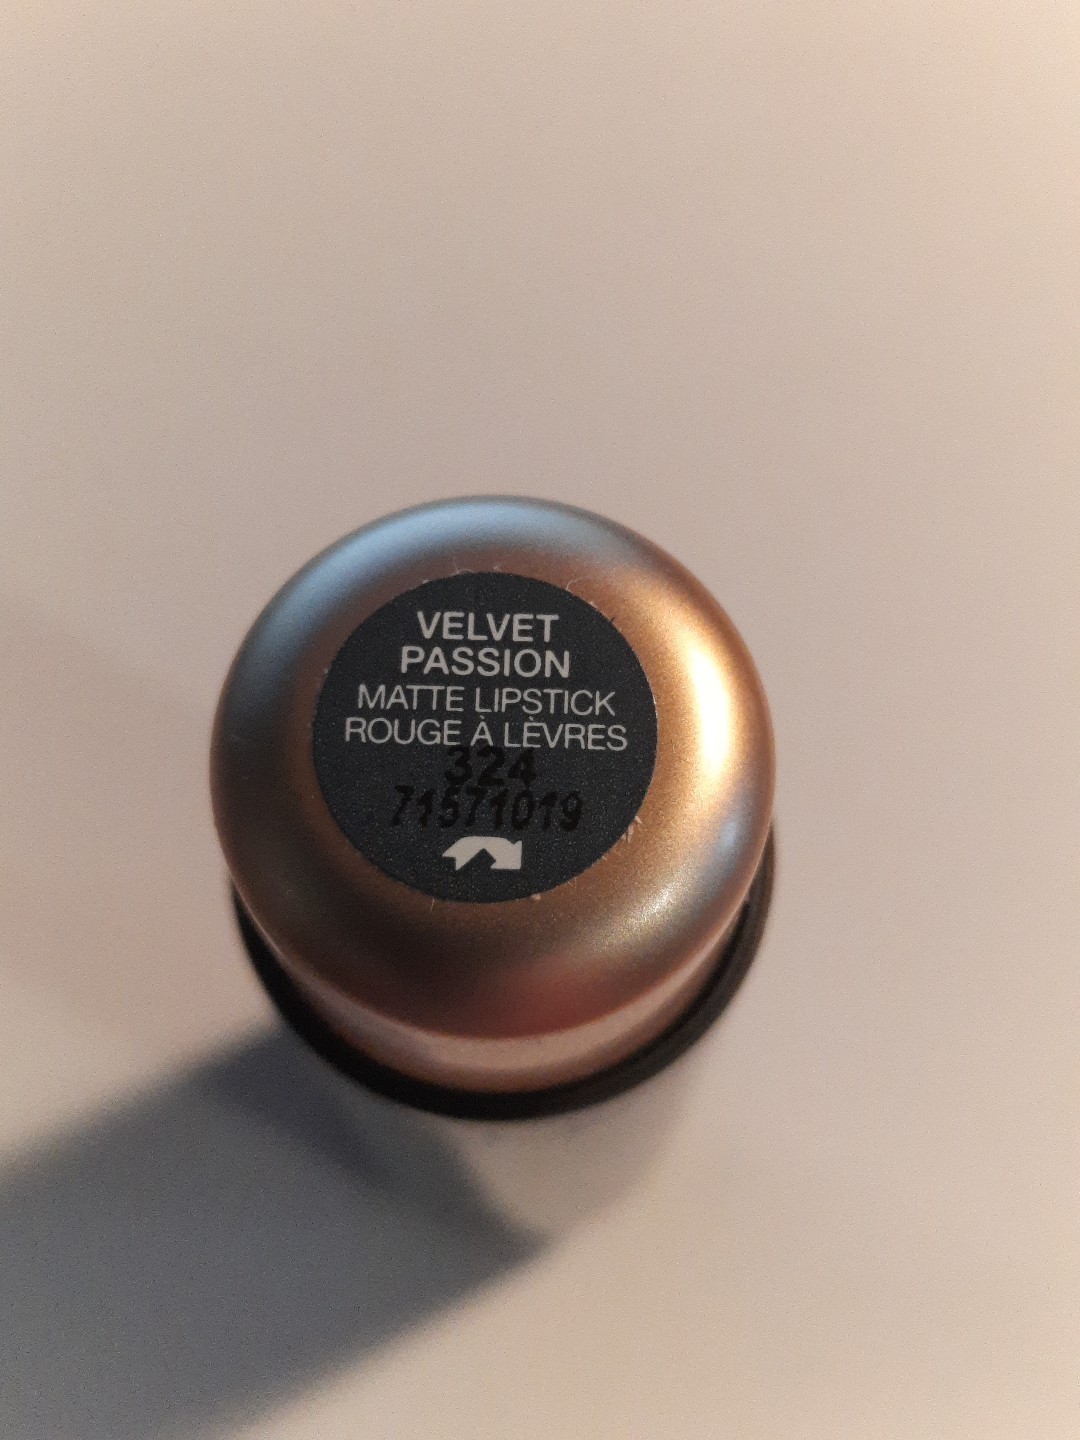 VELVET
PASSION
MATTE LIPSTICK
ROUGE À LÈVRES
324
71571019